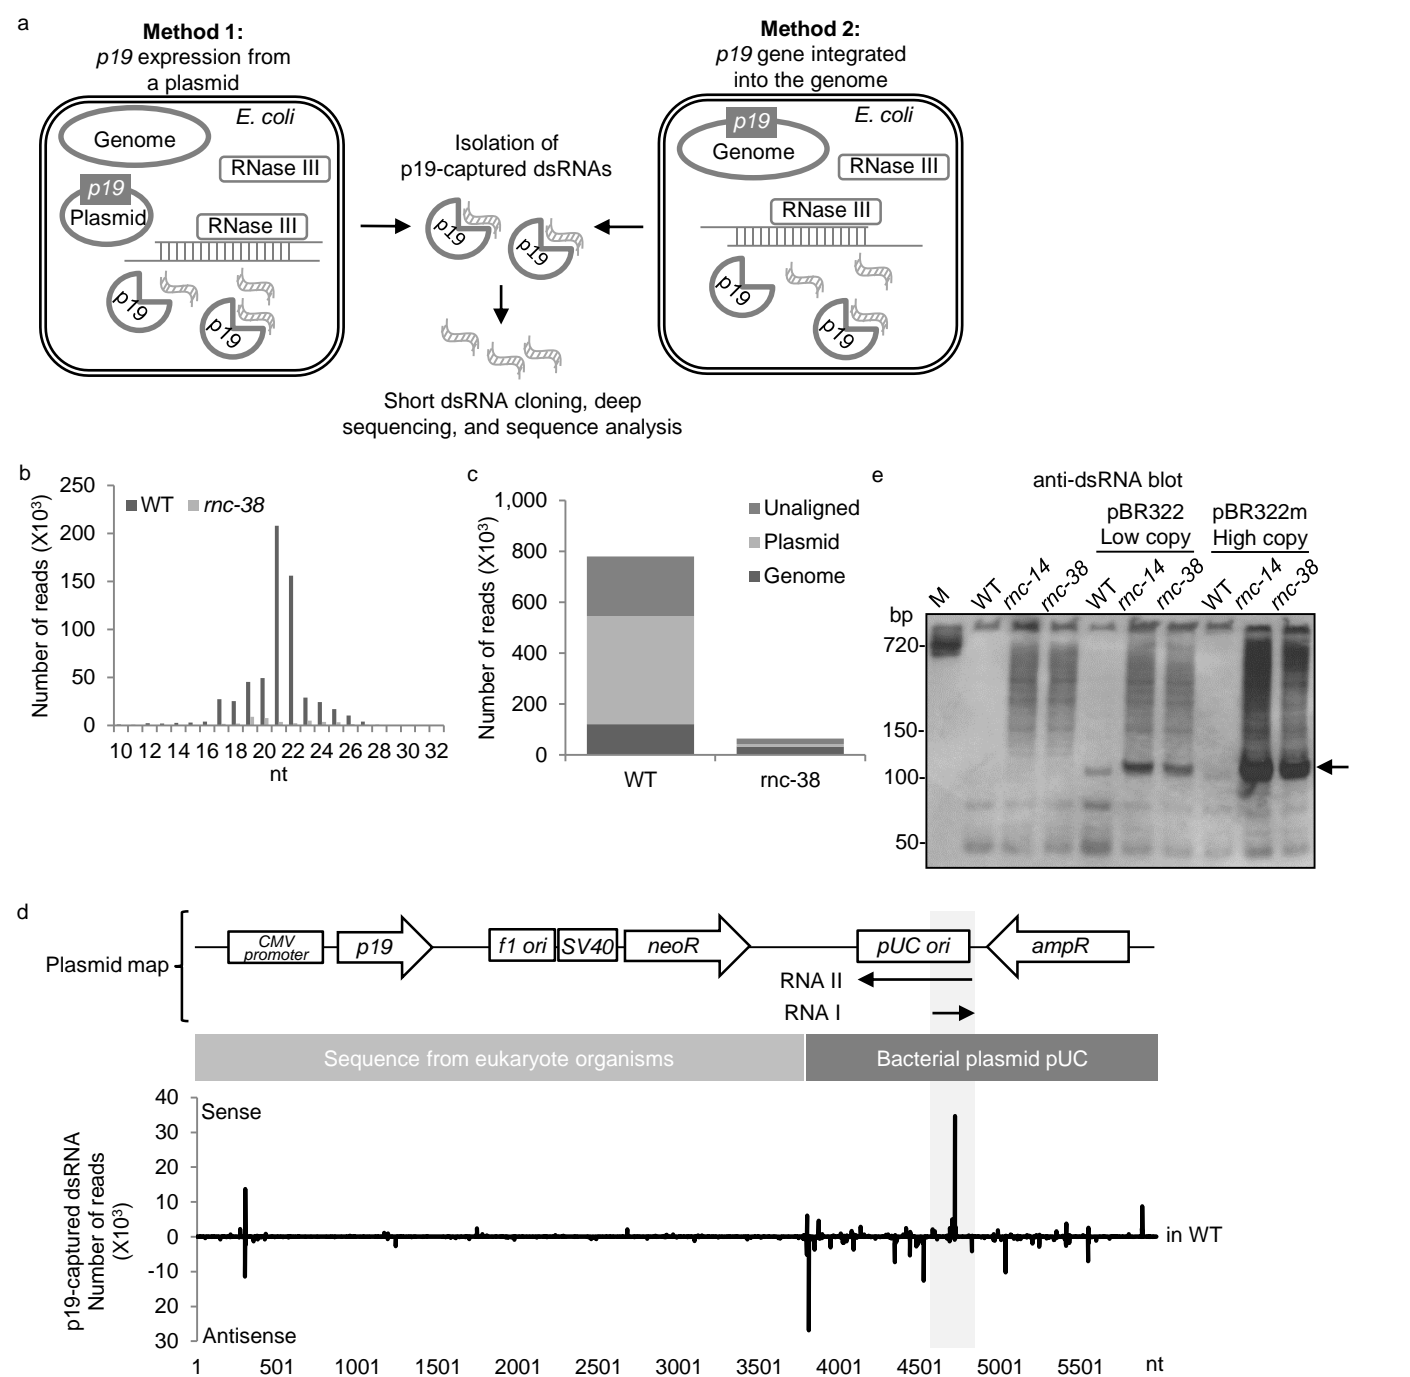 a
Method 1:
p19 expression from
a plasmid
E. coli
Genome
RNase III
p19
Plasmid
RNase III
p19
p19
Isolation of
p19-captured dsRNAs
p19
p19
Short dsRNA cloning, deep
sequencing, and sequence analysis
Method 2:
p19 gene integrated
into the genome
p19
E. coli
Genome
RNase III
RNase III
p19
p19
b
250
200
150
100
50
0
Number of reads (X10³)
WT rnc-38
10 12 14 16 18 20 22 24 26 28 30 32
nt
c
1,000
800
600
400
200
0
Number of reads (X10³)
Unaligned
Plasmid
Genome
WT rnc-38
e
anti-dsRNA blot
pBR322 pBR322m
Low copy High copy
M WT rnc-14 rnc-38 WT rnc-14 rnc-38 WT rnc-14 rnc-38
bp
720-
150-
100-
50-
d
Plasmid map
CMV
promoter
p19
f1 ori
SV40
neoR
pUC ori
ampR
RNA II
RNA I
Sequence from eukaryote organisms
Bacterial plasmid pUC
p19-captured dsRNA
Number of reads
(X10³)
40
30
20
10
0
-10
20
30
Sense
Antisense
in WT
1 501 1001 1501 2001 2501 3001 3501 4001 4501 5001 5501 nt